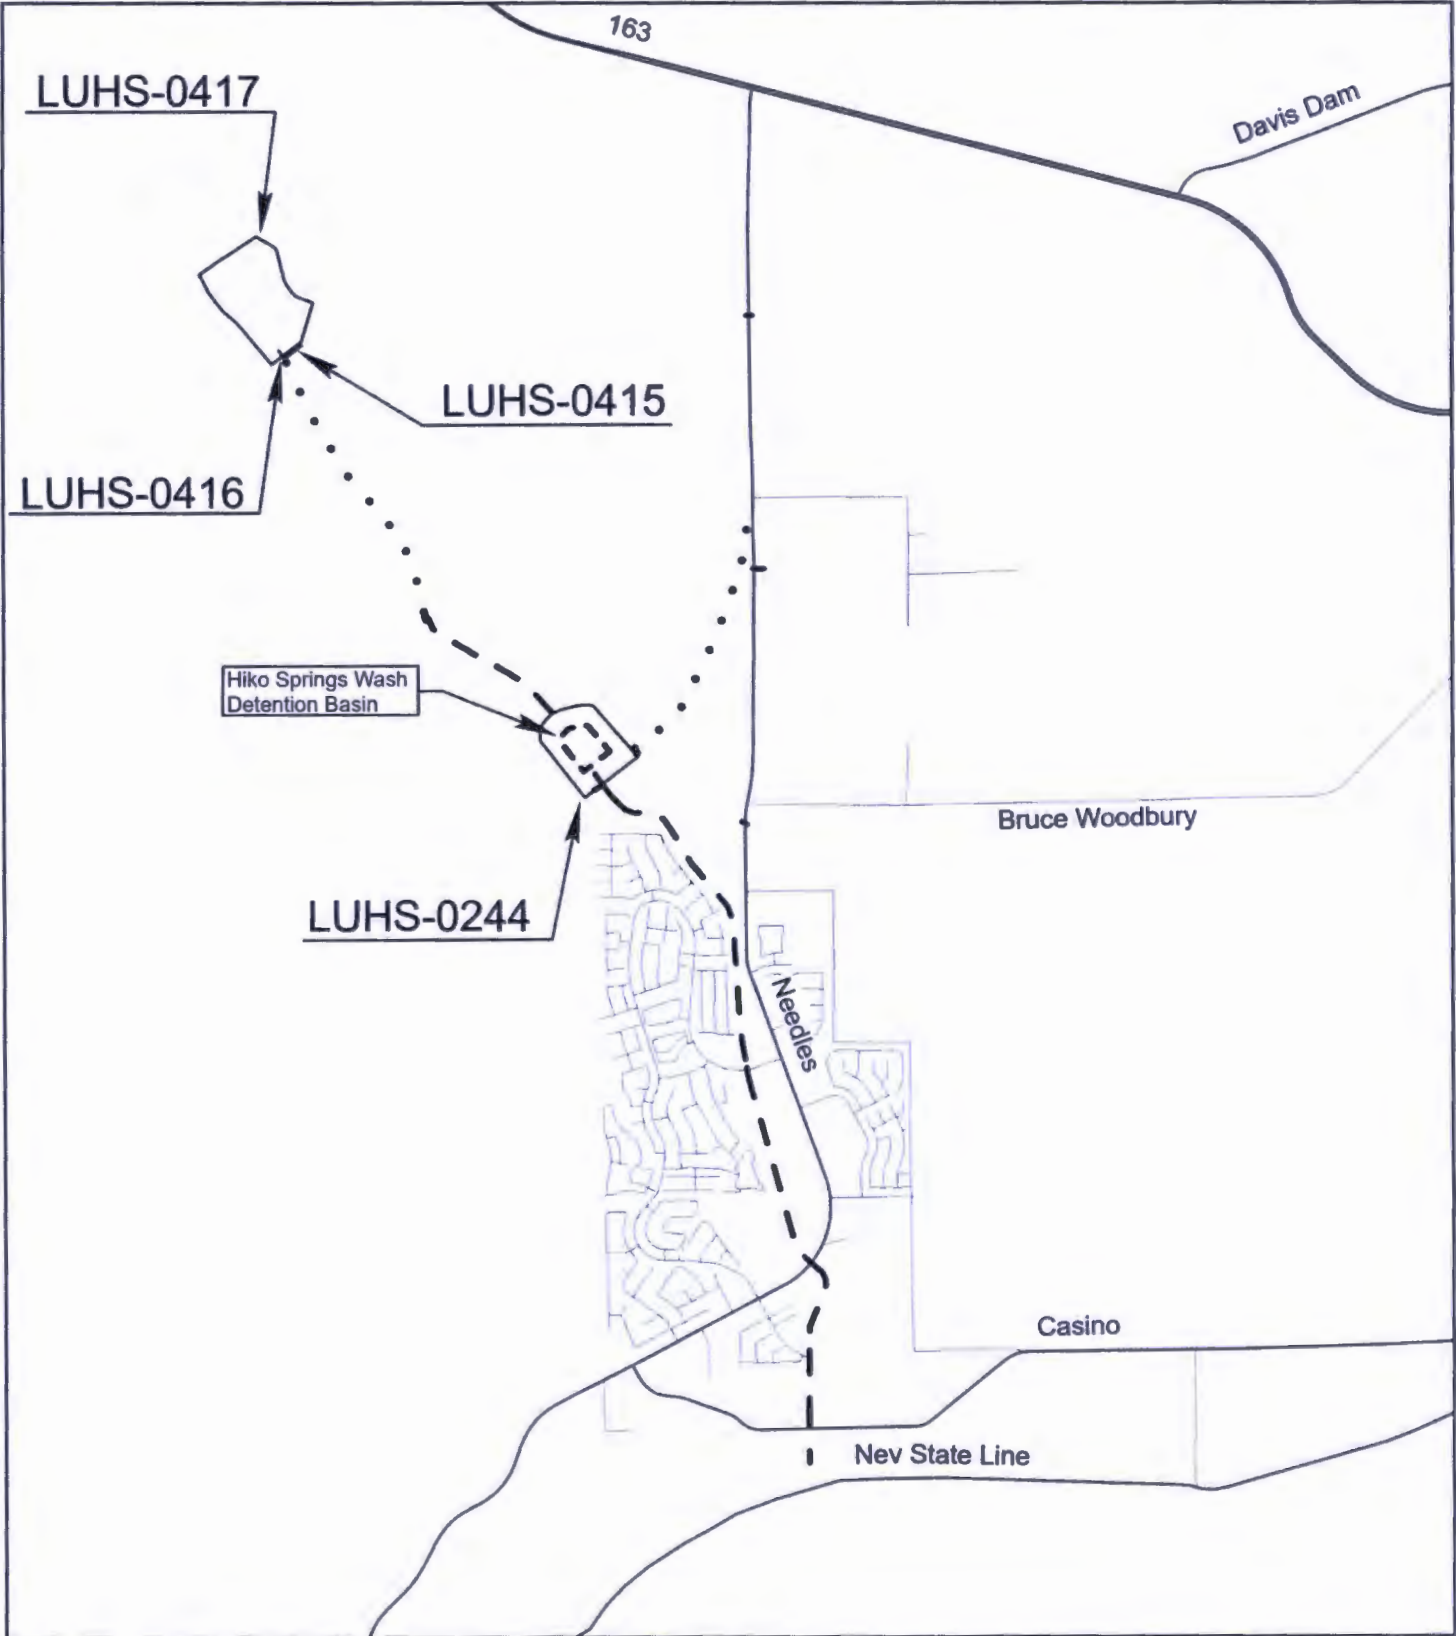 163
LUHS-0417
Davis Dam
LUHS-0415
LUHS-0416
Hiko Springs Wash
Detention Basin
Bruce Woodbury
LUHS-0244
Needles
Casino
Nev State Line